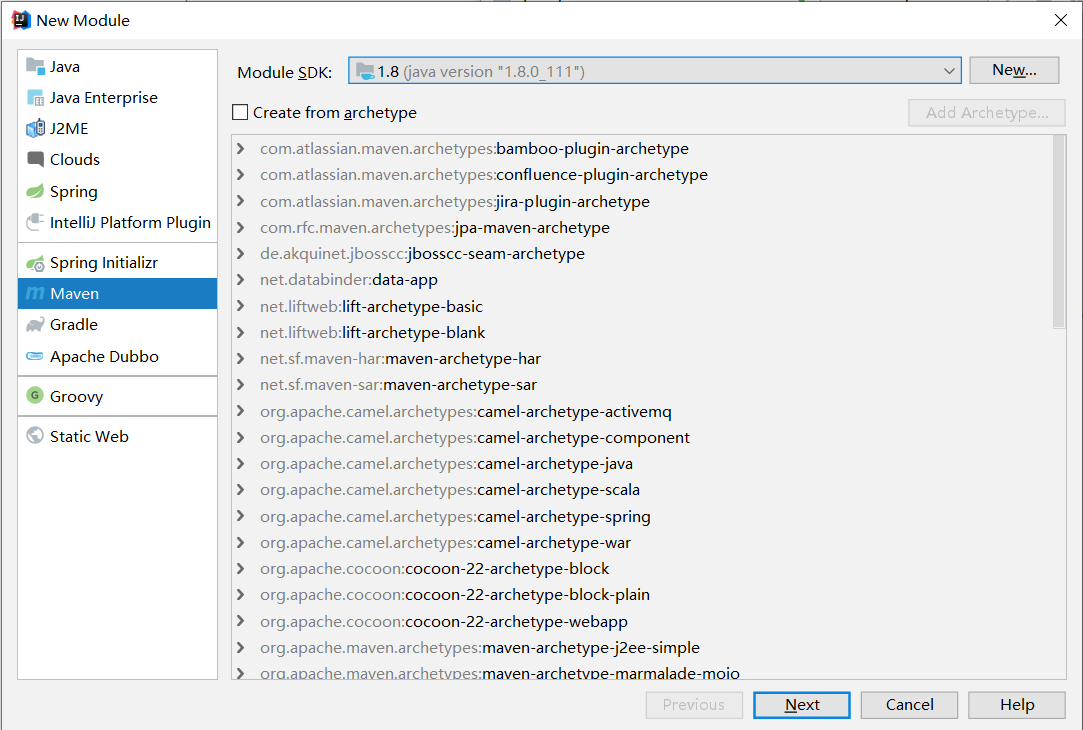 New Module
Java
Java Enterprise
J2ME
Clouds
Spring
IntelliJ Platform Plugin
Spring Initializr
Maven
Gradle
Apache Dubbo
Groovy
Static Web
Module SDK: 1.8 (java version "1.8.0_111") New...
Create from archetype Add Archetype...
com.atlassian.maven.archetypes:bamboo-plugin-archetype
com.atlassian.maven.archetypes:confluence-plugin-archetype
com.atlassian.maven.archetypes:jira-plugin-archetype
com.rfc.maven.archetypes:jpa-maven-archetype
de.akquinet.jbosscc:jbosscc-seam-archetype
net.databinder:data-app
net.liftweb:lift-archetype-basic
net.liftweb:lift-archetype-blank
net.sf.maven-har:maven-archetype-har
net.sf.maven-sar:maven-archetype-sar
org.apache.camel.archetypes:camel-archetype-activemq
org.apache.camel.archetypes:camel-archetype-component
org.apache.camel.archetypes:camel-archetype-java
org.apache.camel.archetypes:camel-archetype-scala
org.apache.camel.archetypes:camel-archetype-spring
org.apache.camel.archetypes:camel-archetype-war
org.apache.cocoon:cocoon-22-archetype-block
org.apache.cocoon:cocoon-22-archetype-block-plain
org.apache.cocoon:cocoon-22-archetype-webapp
org.apache.maven.archetypes:maven-archetype-j2ee-simple
org.apache.maven.archetypes:maven-archetype-marmalade-mojo
Previous Next Cancel Help